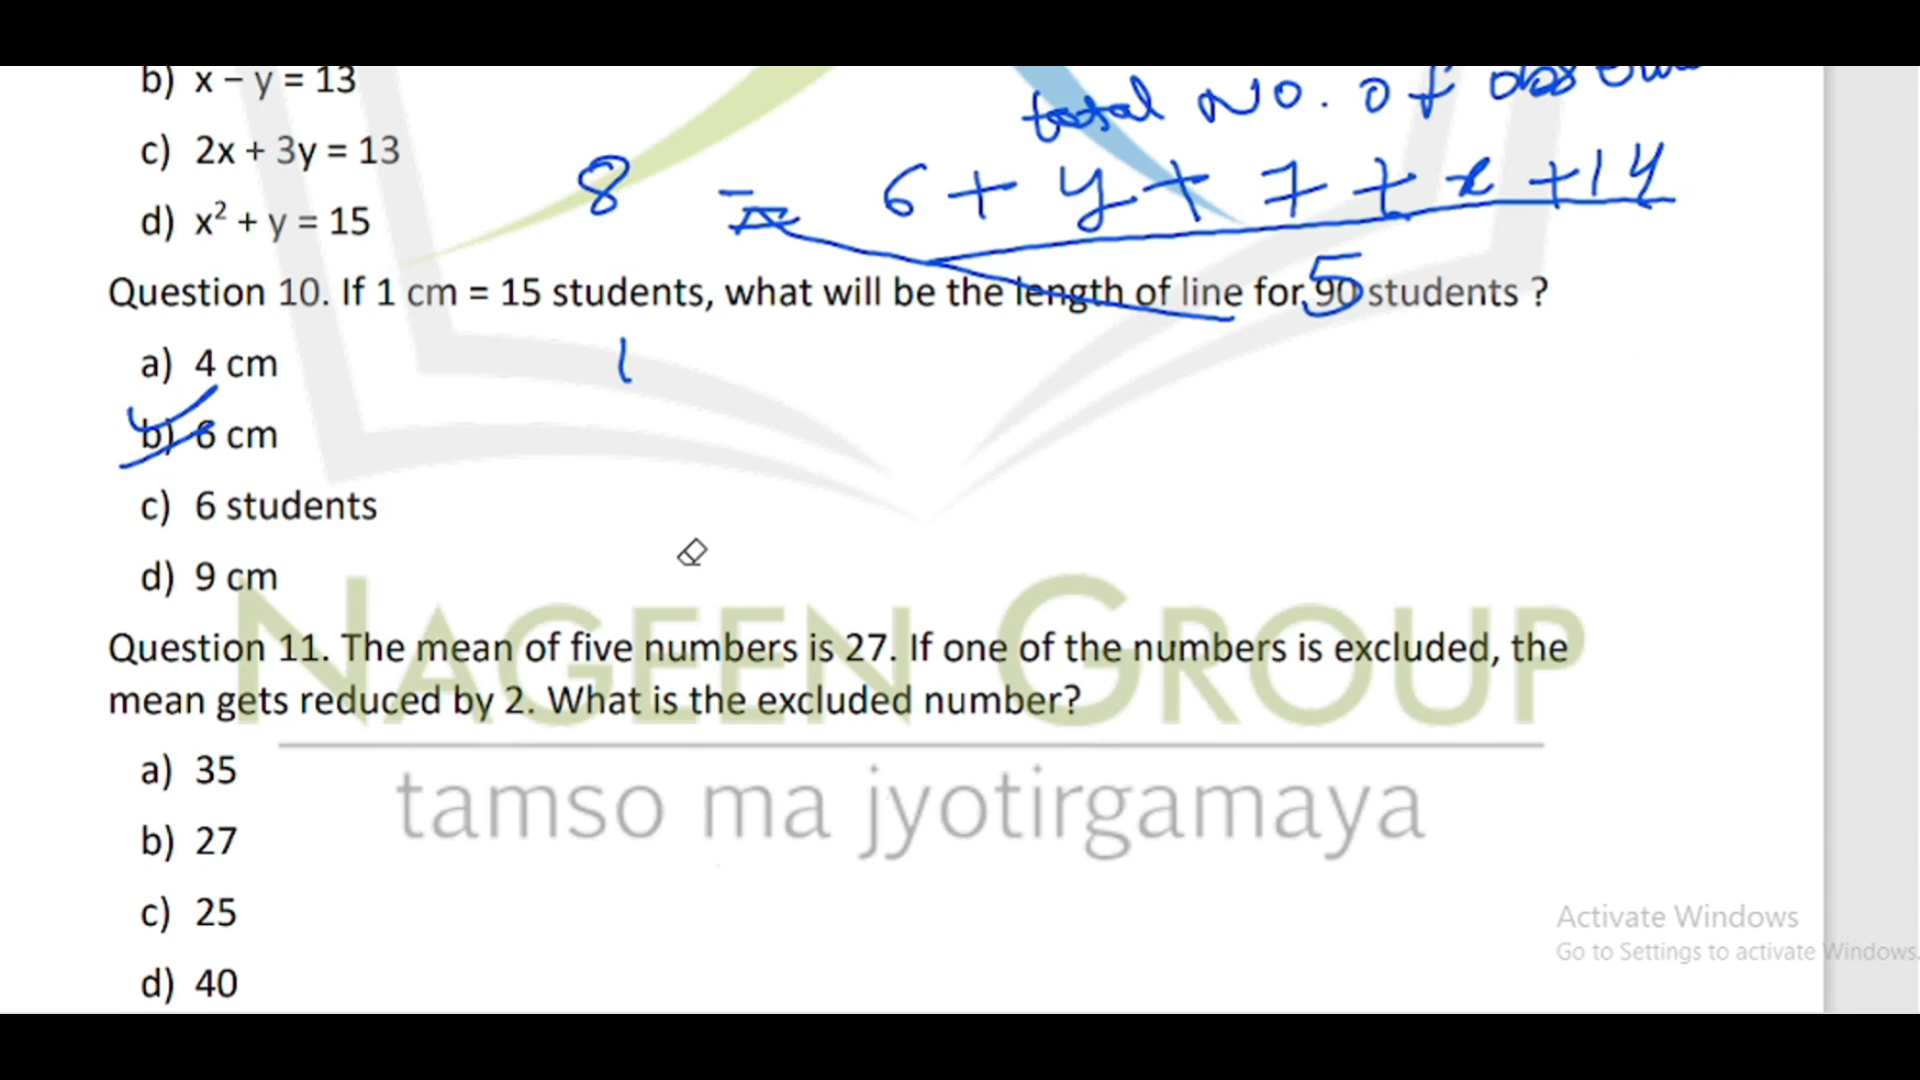 b) x − y = 13
total No. of
c) 2x + 3y = 13
8 = 6 + y + 7 + x + 14
5
d) x² + y = 15
Question 10. If 1 cm = 15 students, what will be the length of line for 90 students ?
a) 4 cm
b) 6 cm
c) 6 students
d) 9 cm
NAGEEN GROUP
Question 11. The mean of five numbers is 27. If one of the numbers is excluded, the
mean gets reduced by 2. What is the excluded number?
tamso ma jyotirgamaya
a) 35
b) 27
c) 25
d) 40
Activate Windows
Go to Settings to activate Windows.